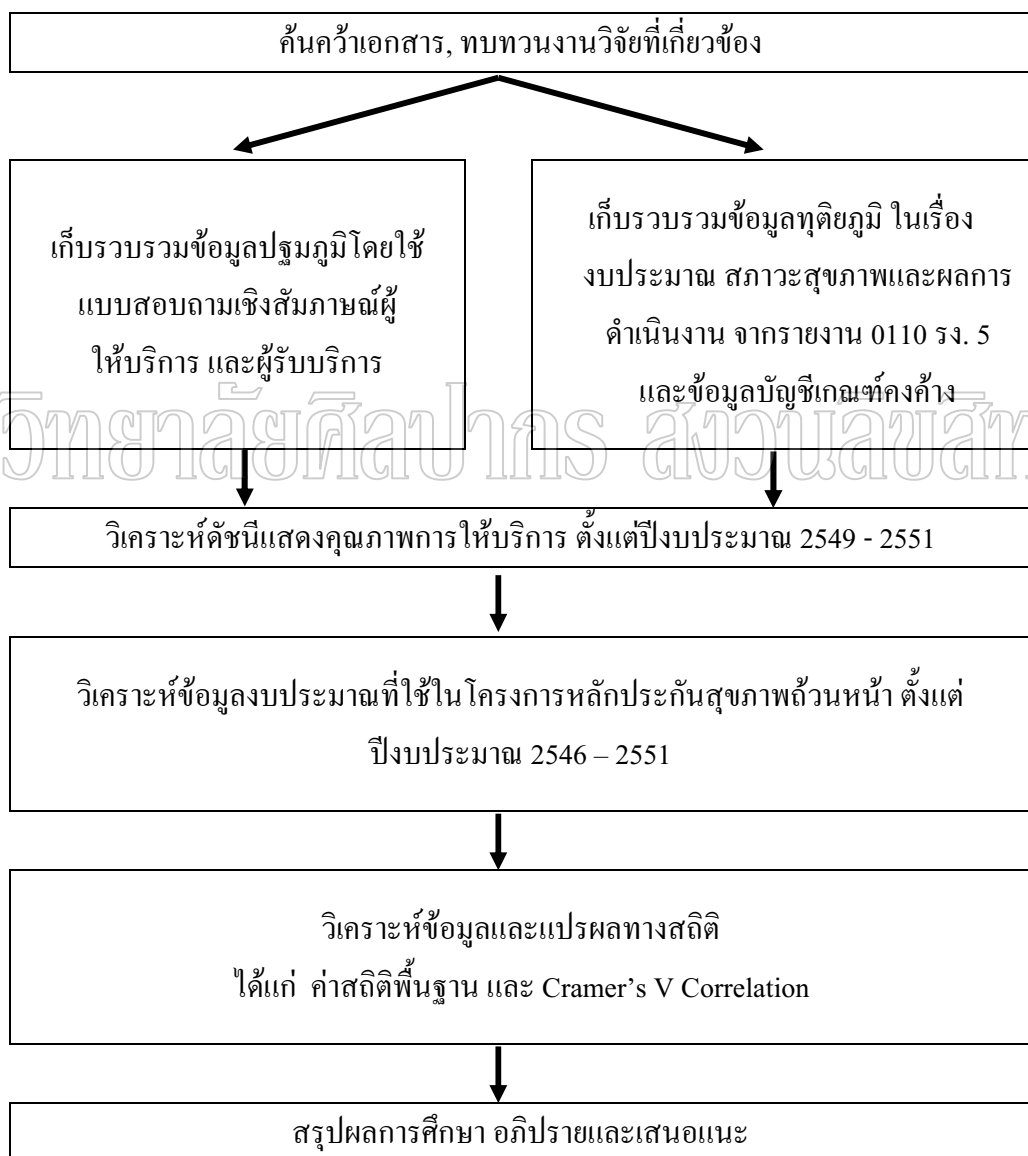 ค้นคว้าเอกสาร, ทบทวนงานวิจัยที่เกี่ยวข้อง
เก็บรวบรวมข้อมูลปฐมภูมิโดยใช้
แบบสอบถามเชิงสัมภาษณ์ผู้
ให้บริการ และผู้รับบริการ
เก็บรวบรวมข้อมูลทุติยภูมิ ในเรื่อง
งบประมาณ สภาวะสุขภาพและผลการ
ดำเนินงาน จากรายงาน 0110 รง. 5
และข้อมูลบัญชีเกณฑ์คงค้าง
วิทยาลัยศิลปากร สงวนลิขสิท
วิเคราะห์ดัชนีแสดงคุณภาพการให้บริการ ตั้งแต่ปีงบประมาณ 2549 - 2551
วิเคราะห์ข้อมูลงบประมาณที่ใช้ในโครงการหลักประกันสุขภาพถ้วนหน้า ตั้งแต่
ปีงบประมาณ 2546 – 2551
วิเคราะห์ข้อมูลและแปรผลทางสถิติ
ได้แก่ ค่าสถิติพื้นฐาน และ Cramer’s V Correlation
สรุปผลการศึกษา อภิปรายและเสนอแนะ